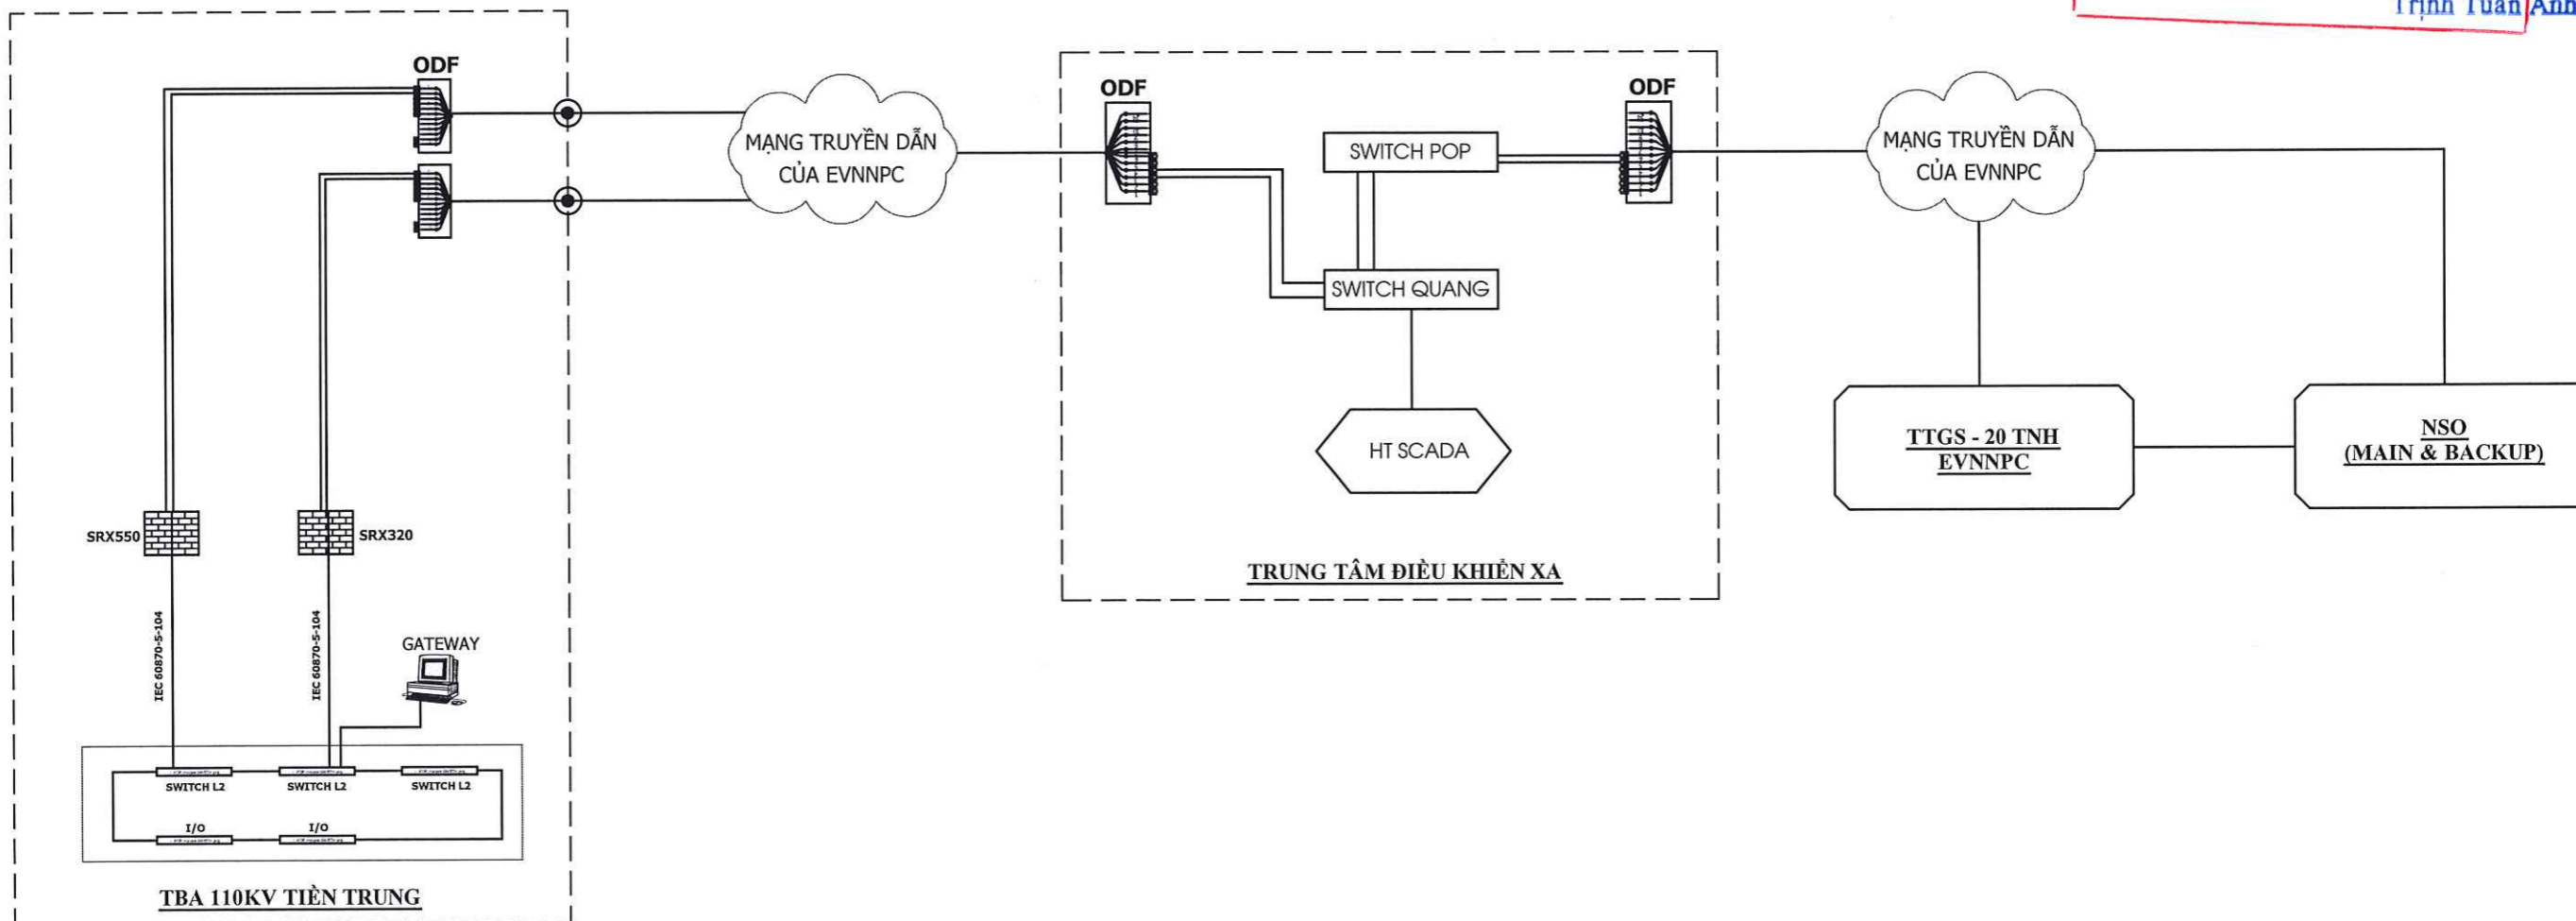 Trịnh Tuấn Anh
ODF
MẠNG TRUYỀN DẪN
CỦA EVNNPC
SRX550
SRX320
IEC 60870-5-104
IEC 60870-5-104
GATEWAY
SWITCH L2
SWITCH L2
SWITCH L2
I/O
I/O
TBA 110KV TIỀN TRUNG
ODF
SWITCH POP
ODF
SWITCH QUANG
HT SCADA
TRUNG TÂM ĐIỀU KHIỂN XA
MẠNG TRUYỀN DẪN
CỦA EVNNPC
TTGS - 20 TNH
EVNNPC
NSO
(MAIN & BACKUP)